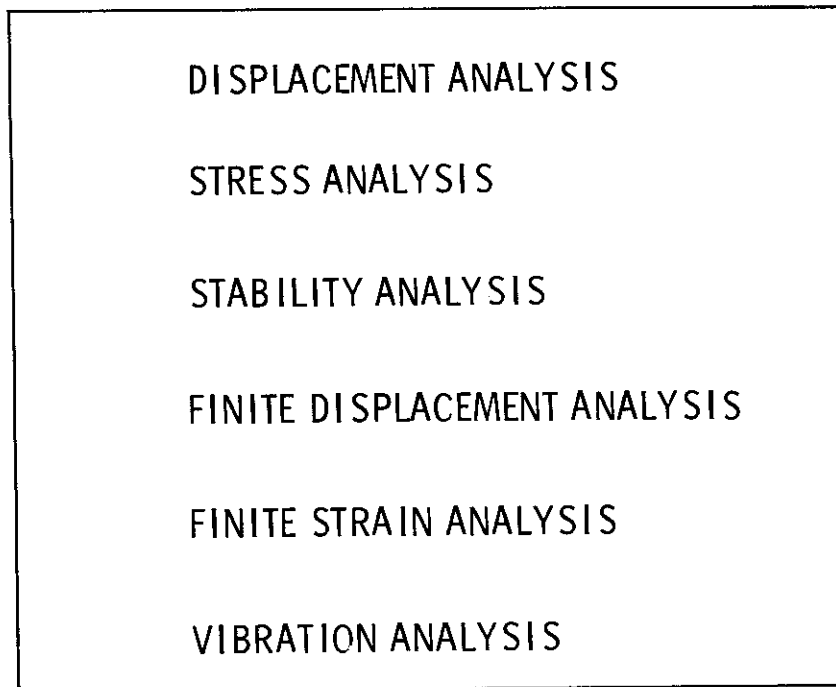 DISPLACEMENT ANALYSIS
STRESS ANALYSIS
STABILITY ANALYSIS
FINITE DISPLACEMENT ANALYSIS
FINITE STRAIN ANALYSIS
VIBRATION ANALYSIS